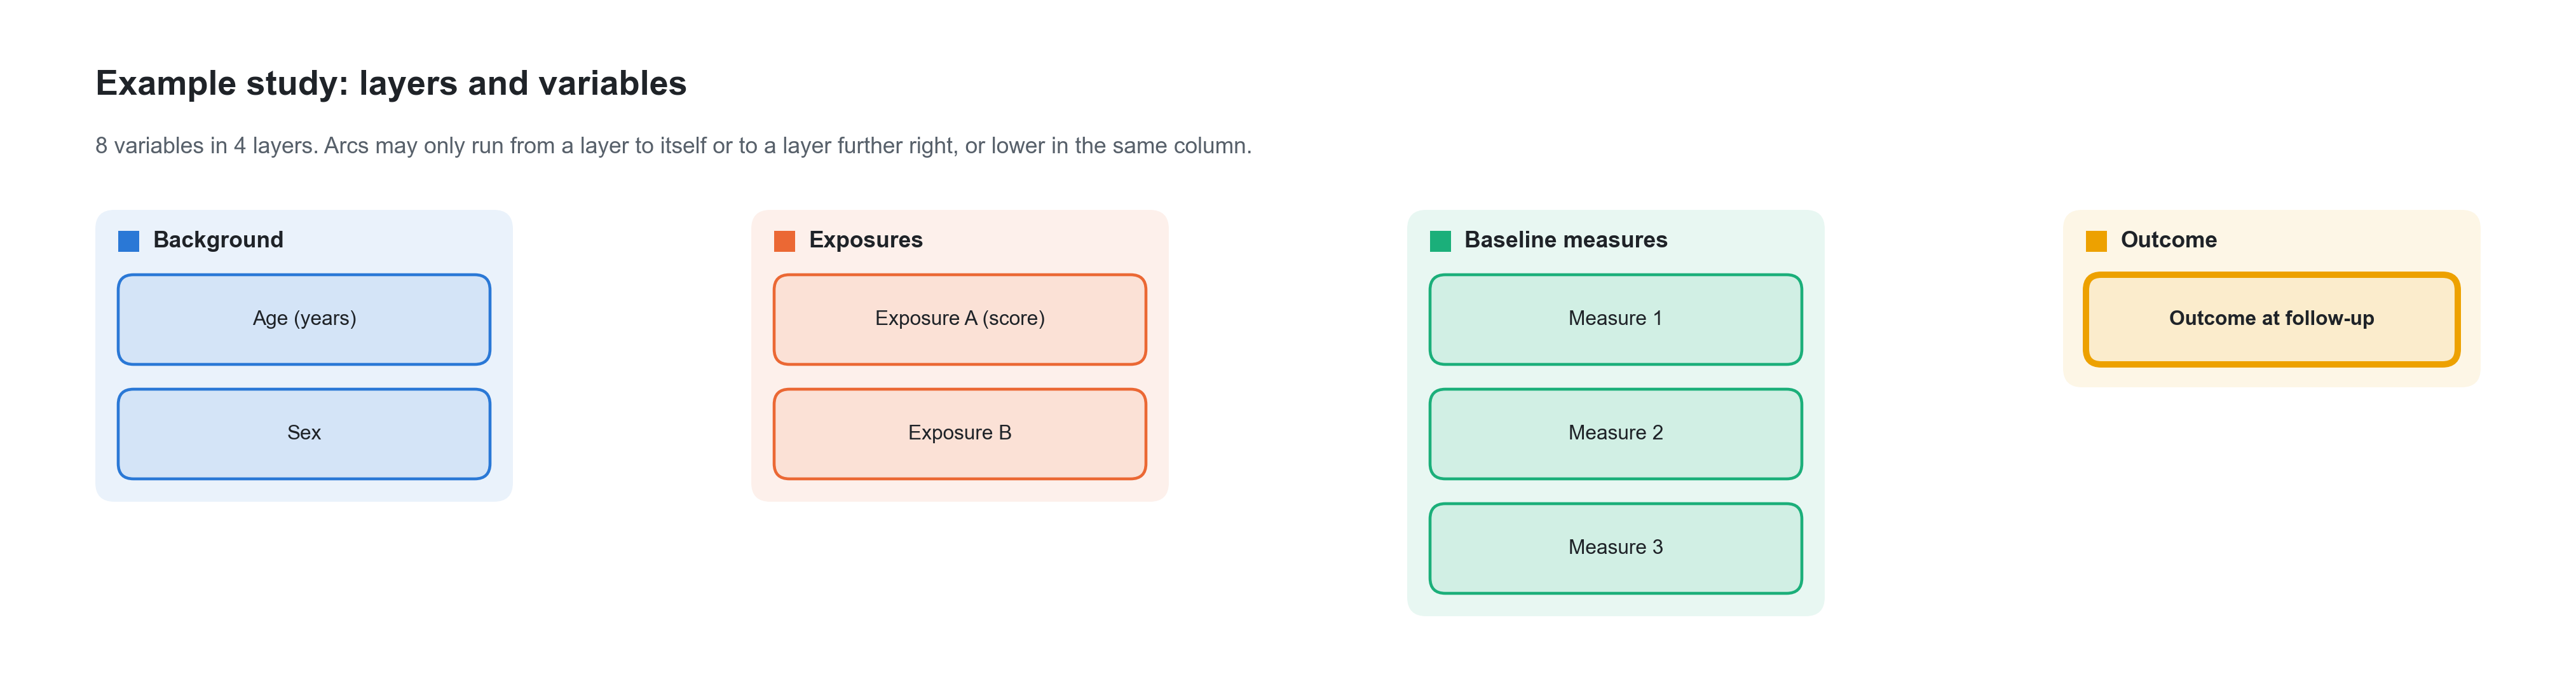 Example study: layers and variables
8 variables in 4 layers. Arcs may only run from a layer to itself or to a layer further right, or lower in the same column.
Background
Age (years)
Sex
Exposures
Exposure A (score)
Exposure B
Baseline measures
Measure 1
Measure 2
Measure 3
Outcome
Outcome at follow-up